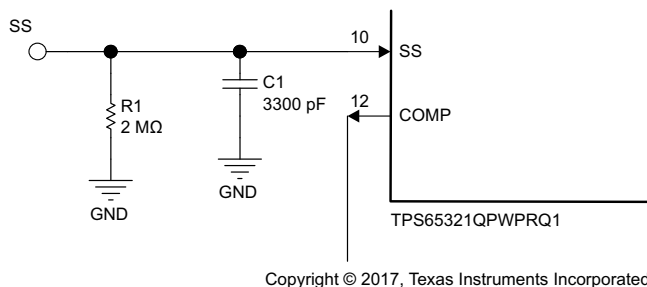 SS
10
SS
C1
3300 pF
12
COMP
R1
2 MΩ
GND
GND
TPS65321QPWPRQ1
Copyright © 2017, Texas Instruments Incorporated